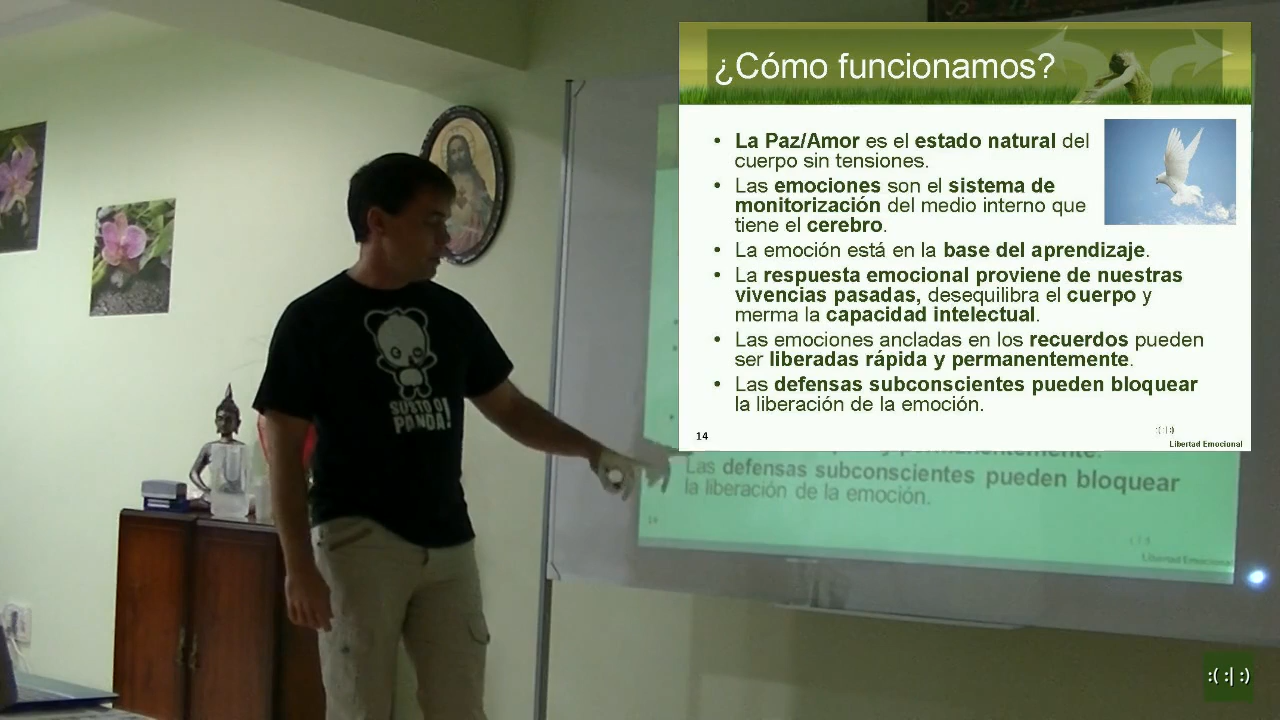 ¿Cómo funcionamos?
• La Paz/Amor es el estado natural del
cuerpo sin tensiones.
• Las emociones son el sistema de
monitorización del medio interno que
tiene el cerebro.
• La emoción está en la base del aprendizaje.
• La respuesta emocional proviene de nuestras
vivencias pasadas, desequilibra el cuerpo y
merma la capacidad intelectual.
• Las emociones ancladas en los recuerdos pueden
ser liberadas rápida y permanentemente.
• Las defensas subconscientes pueden bloquear
la liberación de la emoción.
14
Libertad Emocional
y permanentemente.
Las defensas subconscientes pueden bloquear
la liberación de la emoción.
14
Libertad Emocional
SUSTO O
PANDA!
:( :| :)